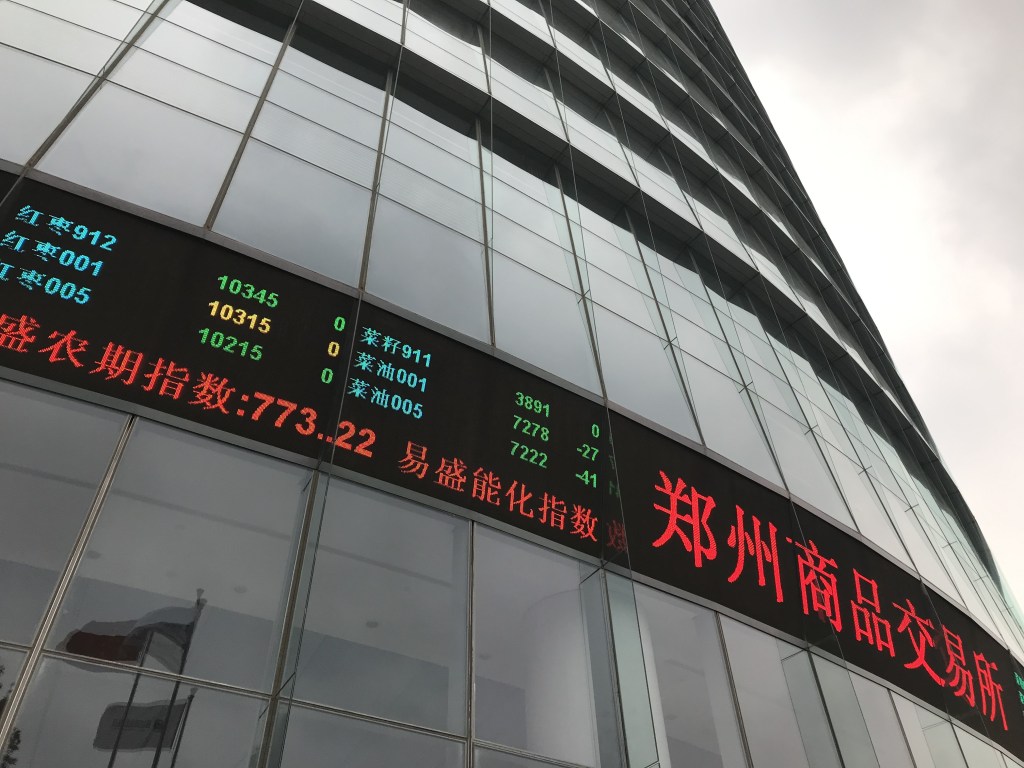 红枣912 10345 0
红枣001 10315 0
红枣005 10215 0
菜籽911 3891 0
菜油001 7278 -27
菜油005 7222 -41
盛农期指数:773..22 易盛能化指数
郑州商品交易所